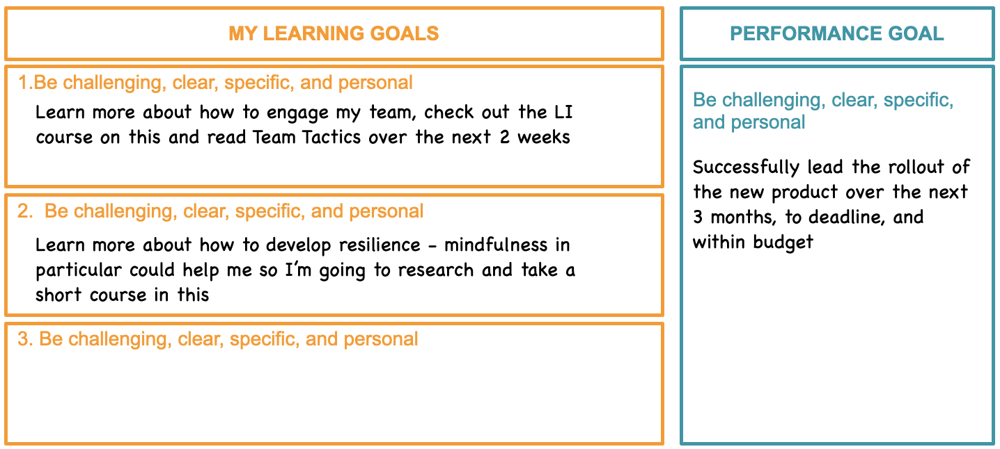 MY LEARNING GOALS
1.Be challenging, clear, specific, and personal
Learn more about how to engage my team, check out the LI
course on this and read Team Tactics over the next 2 weeks
2.  Be challenging, clear, specific, and personal
Learn more about how to develop resilience – mindfulness in
particular could help me so I’m going to research and take a
short course in this
3. Be challenging, clear, specific, and personal
PERFORMANCE GOAL
Be challenging, clear, specific,
and personal
Successfully lead the rollout of
the new product over the next
3 months, to deadline, and
within budget